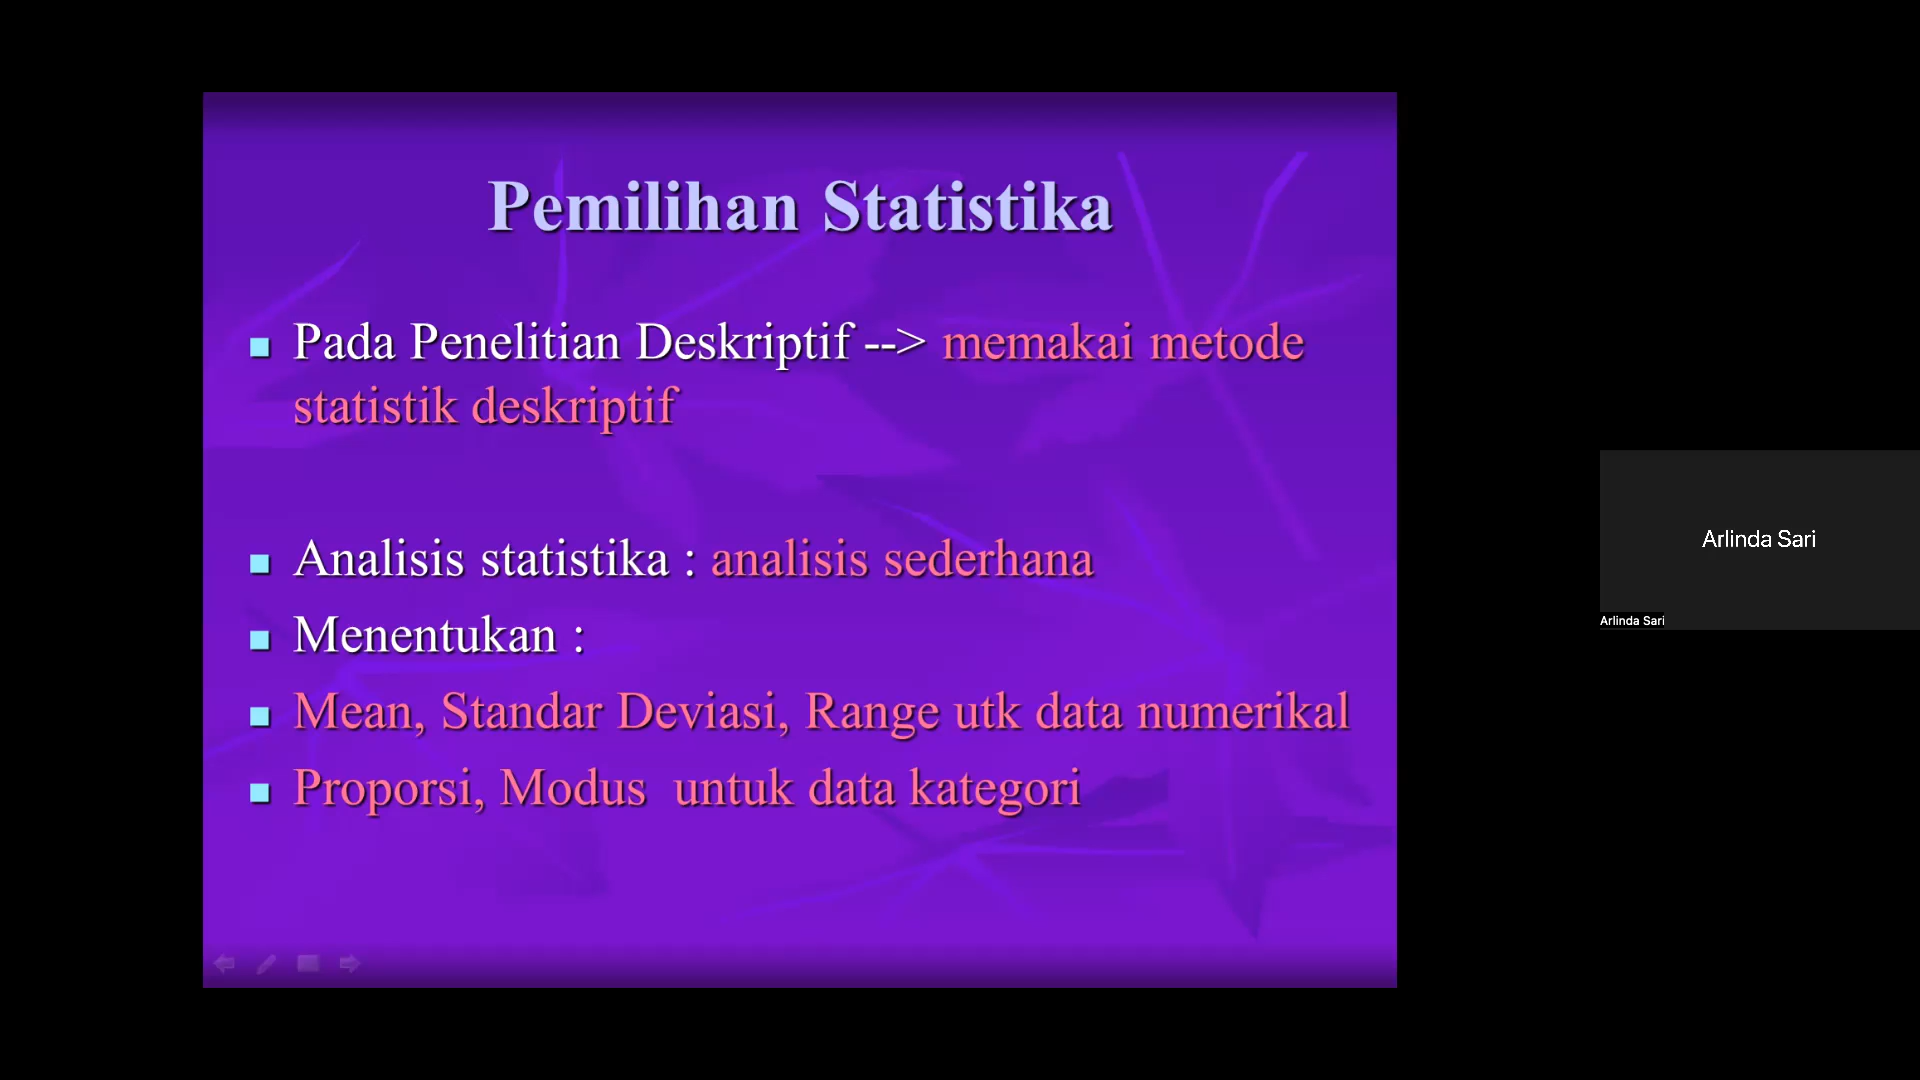 Pemilihan Statistika
Pada Penelitian Deskriptif --> memakai metode
statistik deskriptif
Analisis statistika : analisis sederhana
Menentukan :
Mean, Standar Deviasi, Range utk data numerikal
Proporsi, Modus untuk data kategori
Arlinda Sari
Arlinda Sari